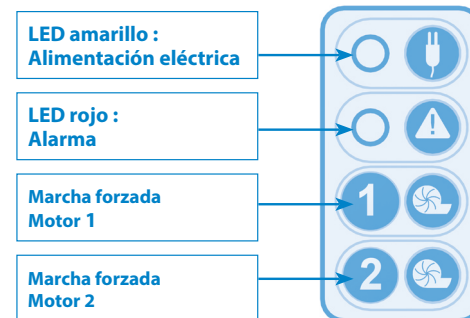 LED amarillo :
Alimentación eléctrica
LED rojo :
Alarma
Marcha forzada
Motor 1
1
Marcha forzada
Motor 2
2